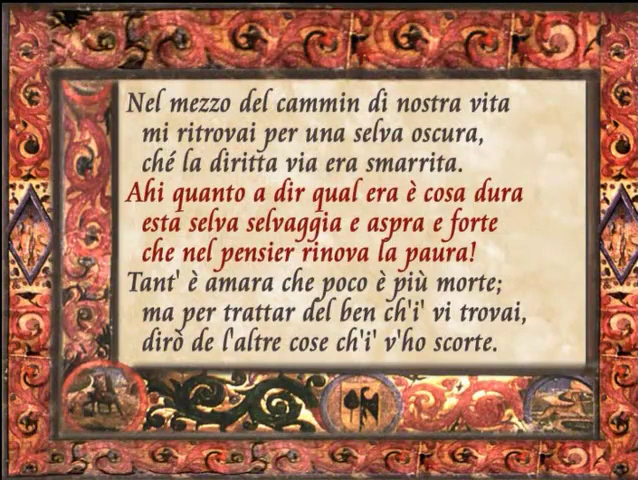 Nel mezzo del cammin di nostra vita
mi ritrovai per una selva oscura,
ché la diritta via era smarrita.
Ahi quanto a dir qual era è cosa dura
esta selva selvaggia e aspra e forte
che nel pensier rinova la paura!
Tant' è amara che poco è più morte;
ma per trattar del ben ch'i' vi trovai,
dirò de l'altre cose ch'i' v'ho scorte.